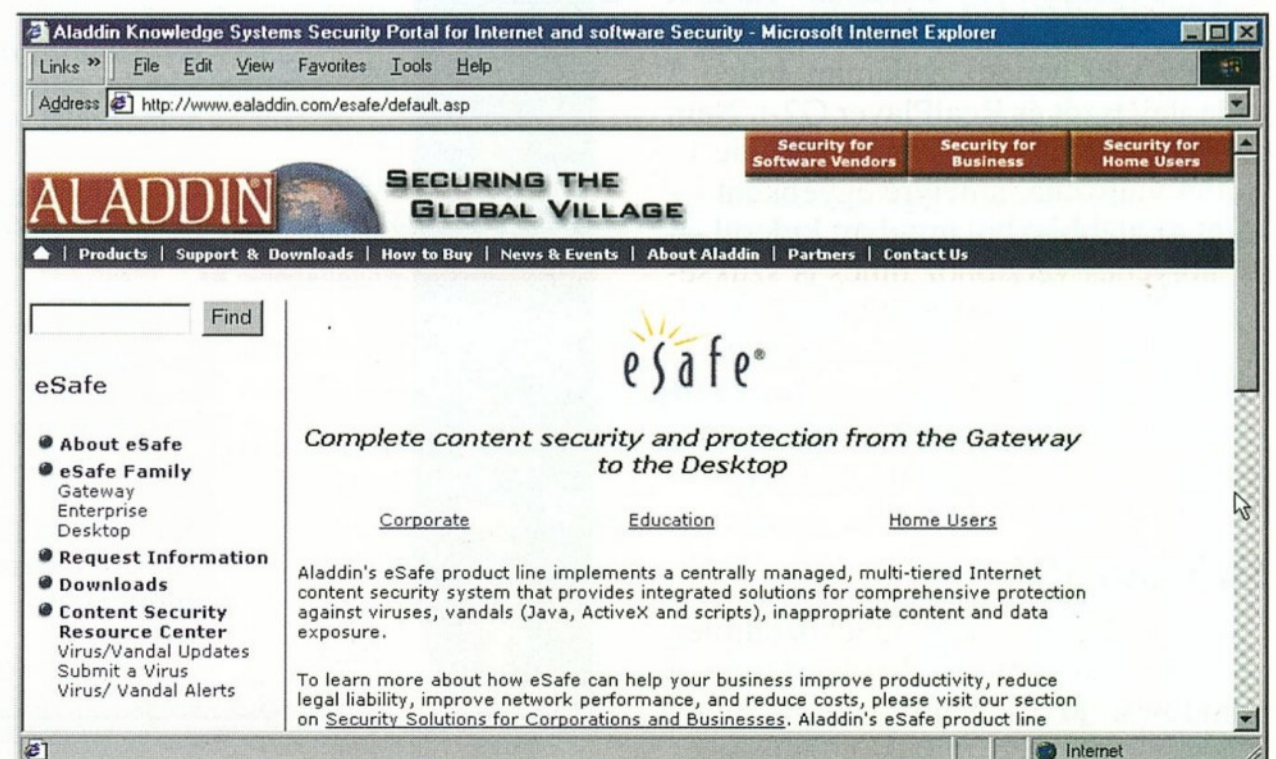 Aladdin Knowledge Systems Security Portal for Internet and software Security - Microsoft Internet Explorer
Links » File Edit View Favorites Tools Help
Address http://www.ealaddin.com/esafe/default.asp
Security for Software Vendors
Security for Business
Security for Home Users
ALADDIN
SECURING THE
GLOBAL VILLAGE
| Products | Support & Downloads | How to Buy | News & Events | About Aladdin | Partners | Contact Us
Find
eSafe
About eSafe
eSafe Family
Gateway
Enterprise
Desktop
Request Information
Downloads
Content Security
Resource Center
Virus/Vandal Updates
Submit a Virus
Virus/ Vandal Alerts
eSafe®
Complete content security and protection from the Gateway
to the Desktop
Corporate Education Home Users
Aladdin's eSafe product line implements a centrally managed, multi-tiered Internet
content security system that provides integrated solutions for comprehensive protection
against viruses, vandals (Java, ActiveX and scripts), inappropriate content and data
exposure.
To learn more about how eSafe can help your business improve productivity, reduce
legal liability, improve network performance, and reduce costs, please visit our section
on Security Solutions for Corporations and Businesses. Aladdin's eSafe product line
Internet